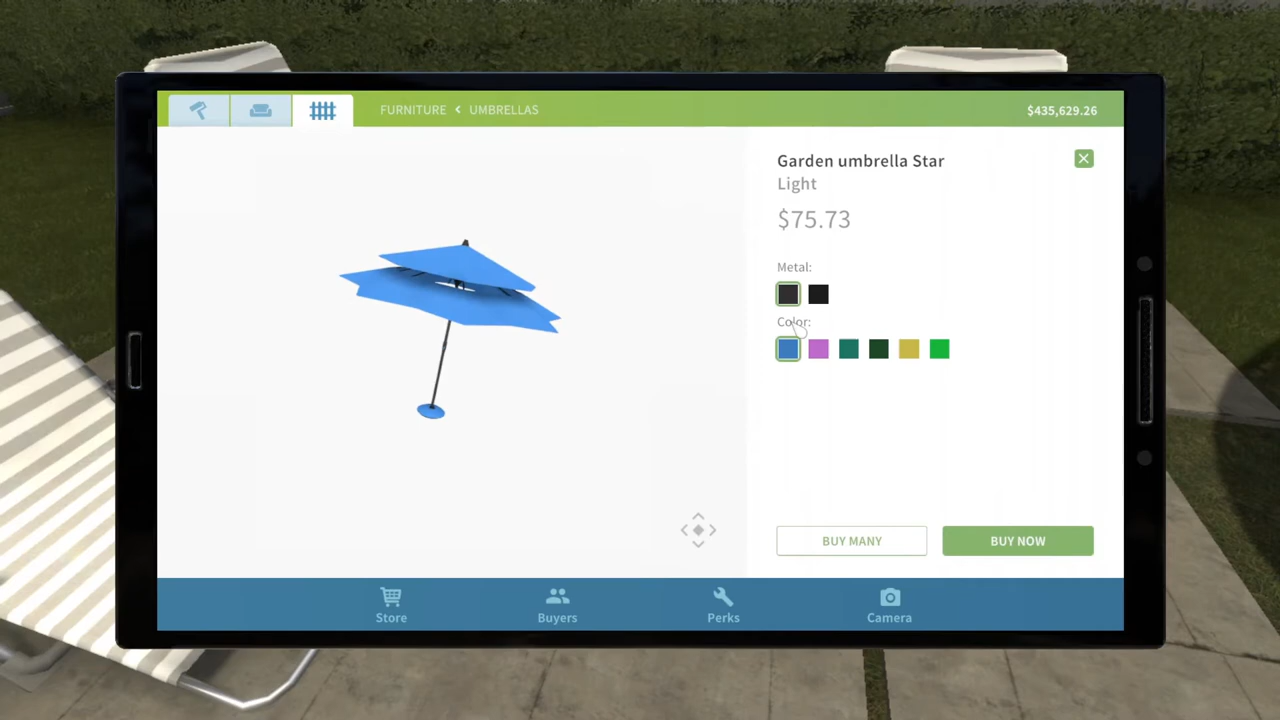 FURNITURE < UMBRELLAS
$435,629.26
Garden umbrella Star
Light
$75.73
Metal:
Color:
BUY MANY
BUY NOW
Store
Buyers
Perks
Camera